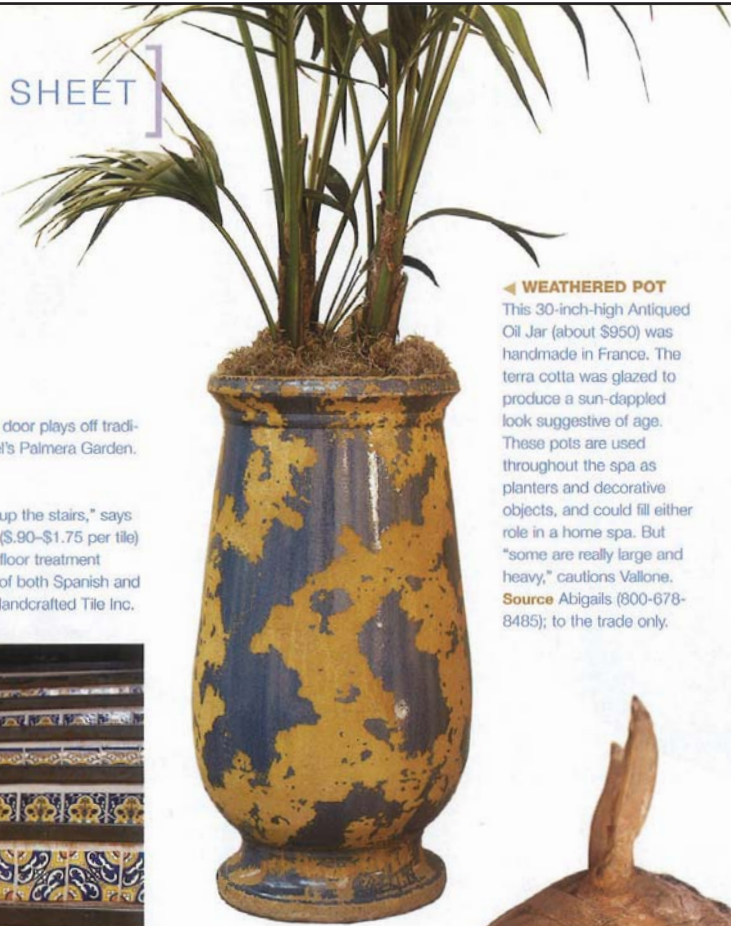 SHEET ]
door plays off tradi-
l's Palmera Garden.
up the stairs," says
($.90–$1.75 per tile)
floor treatment
of both Spanish and
andcrafted Tile Inc.
◀ WEATHERED POT
This 30-inch-high Antiqued
Oil Jar (about $950) was
handmade in France. The
terra cotta was glazed to
produce a sun-dappled
look suggestive of age.
These pots are used
throughout the spa as
planters and decorative
objects, and could fill either
role in a home spa. But
"some are really large and
heavy," cautions Vallone.
Source Abigails (800-678-
8485); to the trade only.